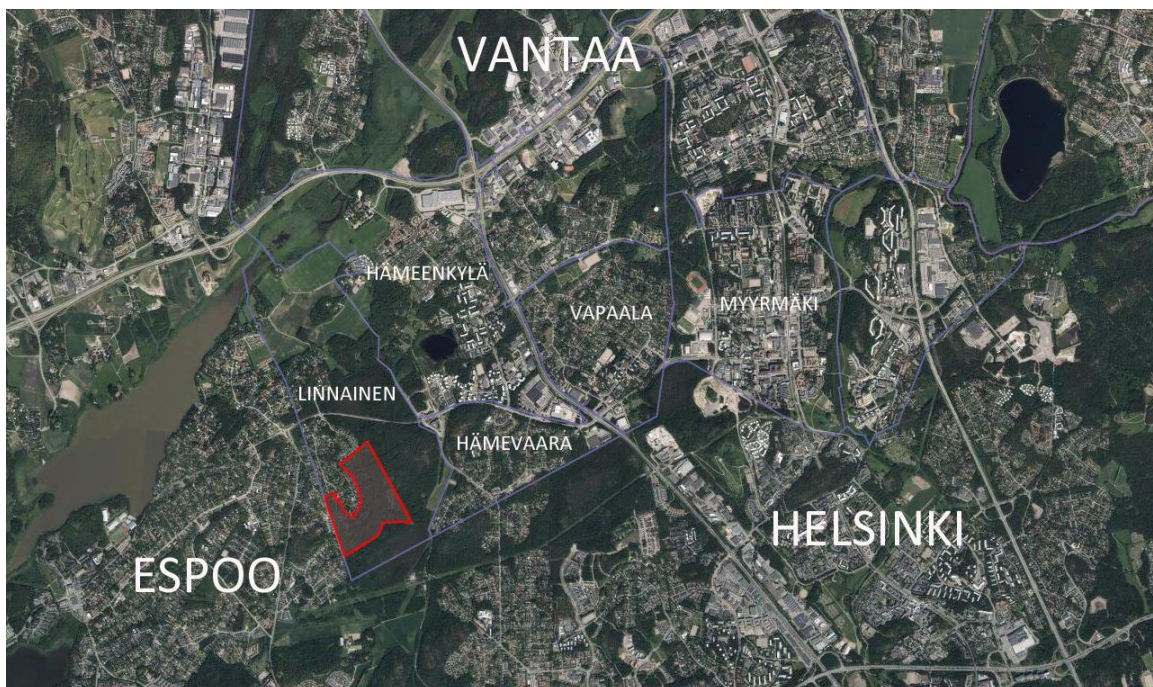 VANTAA
HÄMEENKYLÄ
VAPAALA
MYYRMÄKI
LINNAINEN
HÄMEVAARA
HELSINKI
ESPOO